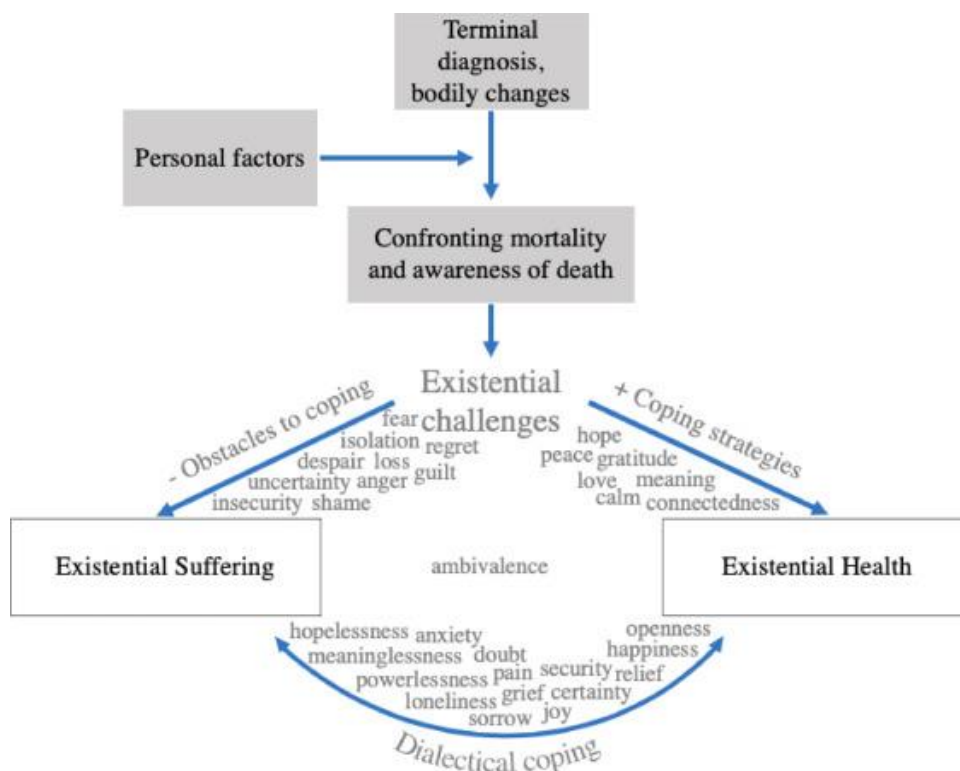 Terminal
diagnosis,
bodily changes
Personal factors
Confronting mortality
and awareness of death
Existential
challenges
- Obstacles to coping
+ Coping strategies
fear
isolation regret
despair loss
guilt
uncertainty anger
insecurity shame
hope
peace gratitude
love meaning
calm connectedness
Existential Suffering
ambivalence
Existential Health
hopelessness anxiety
openness
meaninglessness doubt
happiness
powerlessness pain security relief
loneliness grief certainty
sorrow joy
Dialectical coping